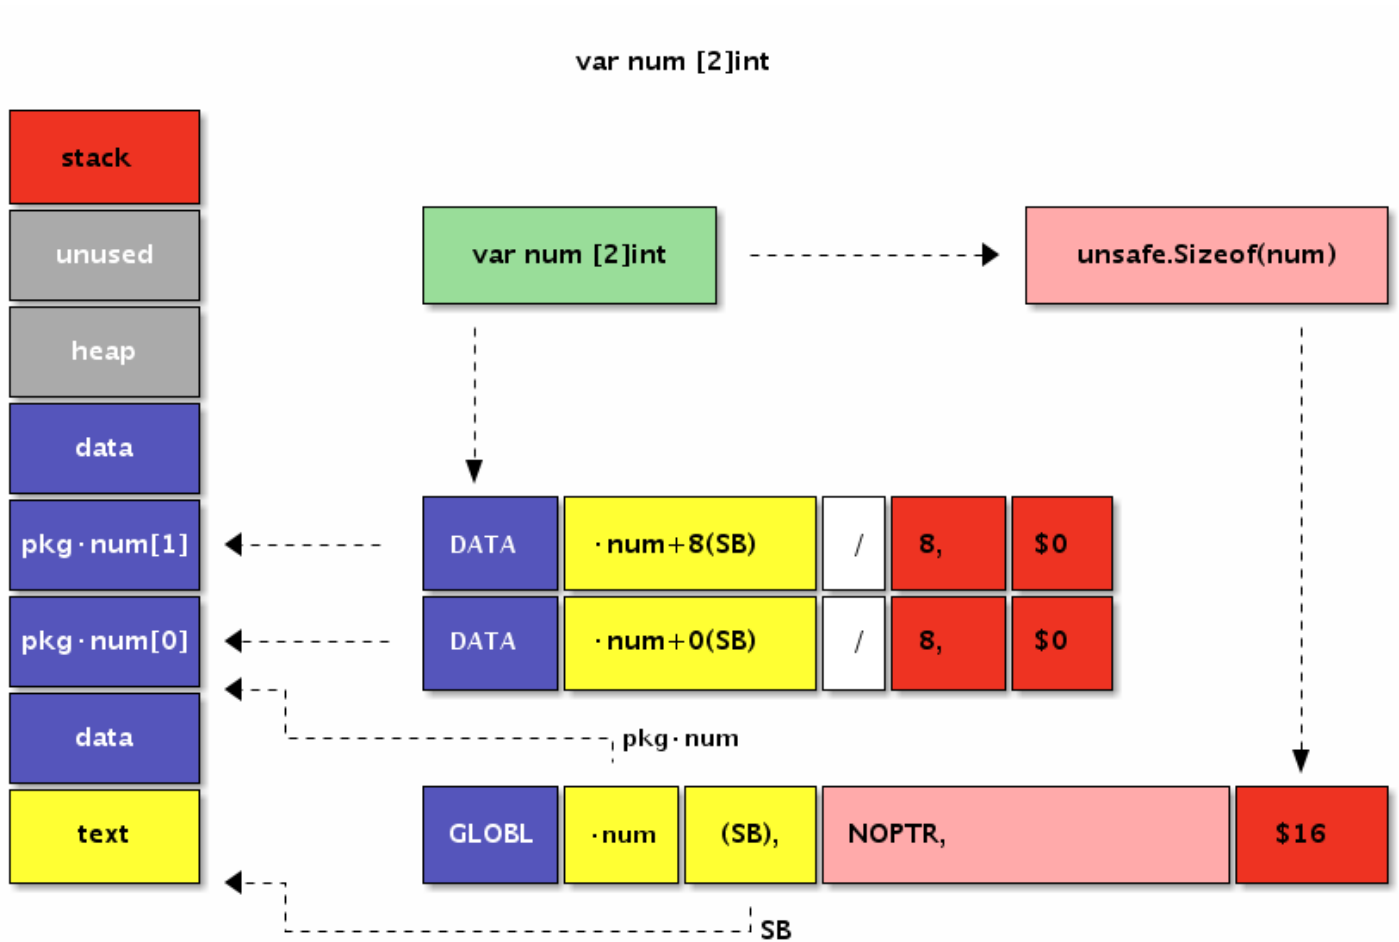 var num [2]int
stack
unused
heap
data
pkg·num[1]
pkg·num[0]
data
text
var num [2]int
unsafe.Sizeof(num)
DATA ·num+8(SB) / 8, $0
DATA ·num+0(SB) / 8, $0
pkg·num
GLOBL ·num (SB), NOPTR, $16
SB